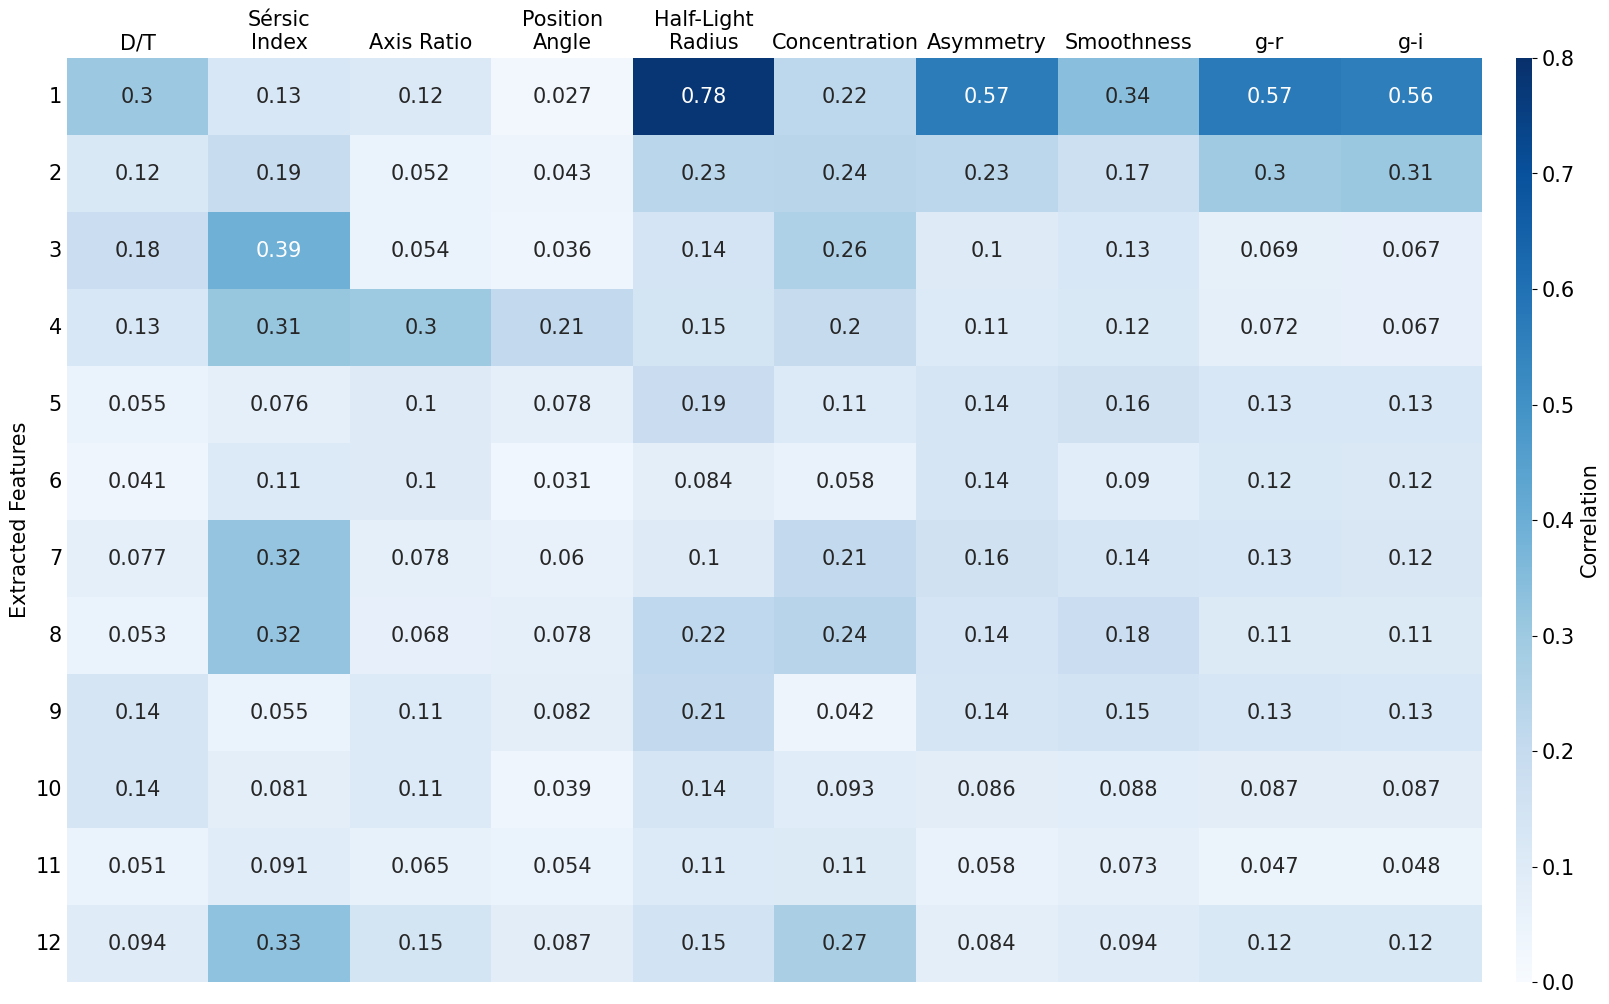 Sérsic Position Half-Light
D/T Index Axis Ratio Angle Radius Concentration Asymmetry Smoothness g-r g-i
1 0.3 0.13 0.12 0.027 0.78 0.22 0.57 0.34 0.57 0.56
2 0.12 0.19 0.052 0.043 0.23 0.24 0.23 0.17 0.3 0.31
3 0.18 0.39 0.054 0.036 0.14 0.26 0.1 0.13 0.069 0.067
4 0.13 0.31 0.3 0.21 0.15 0.2 0.11 0.12 0.072 0.067
5 0.055 0.076 0.1 0.078 0.19 0.11 0.14 0.16 0.13 0.13
6 0.041 0.11 0.1 0.031 0.084 0.058 0.14 0.09 0.12 0.12
7 0.077 0.32 0.078 0.06 0.1 0.21 0.16 0.14 0.13 0.12
8 0.053 0.32 0.068 0.078 0.22 0.24 0.14 0.18 0.11 0.11
9 0.14 0.055 0.11 0.082 0.21 0.042 0.14 0.15 0.13 0.13
10 0.14 0.081 0.11 0.039 0.14 0.093 0.086 0.088 0.087 0.087
11 0.051 0.091 0.065 0.054 0.11 0.11 0.058 0.073 0.047 0.048
12 0.094 0.33 0.15 0.087 0.15 0.27 0.084 0.094 0.12 0.12
Extracted Features
0.8
0.7
0.6
0.5
0.4
0.3
0.2
0.1
0.0
Correlation